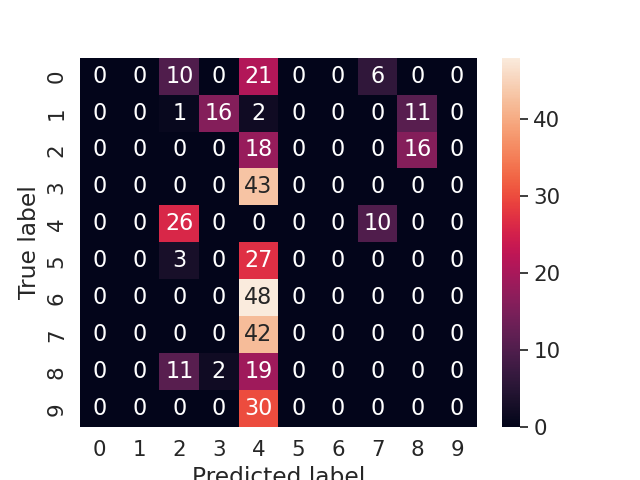 0 0 0 10 0 21 0 0 6 0 0
1 0 0 1 16 2 0 0 0 11 0
2 0 0 0 0 18 0 0 0 16 0
3 0 0 0 0 43 0 0 0 0 0
4 0 0 26 0 0 0 0 10 0 0
5 0 0 3 0 27 0 0 0 0 0
6 0 0 0 0 48 0 0 0 0 0
7 0 0 0 0 42 0 0 0 0 0
8 0 0 11 2 19 0 0 0 0 0
9 0 0 0 0 30 0 0 0 0 0
True label
0 1 2 3 4 5 6 7 8 9
Predicted label
40
30
20
10
0